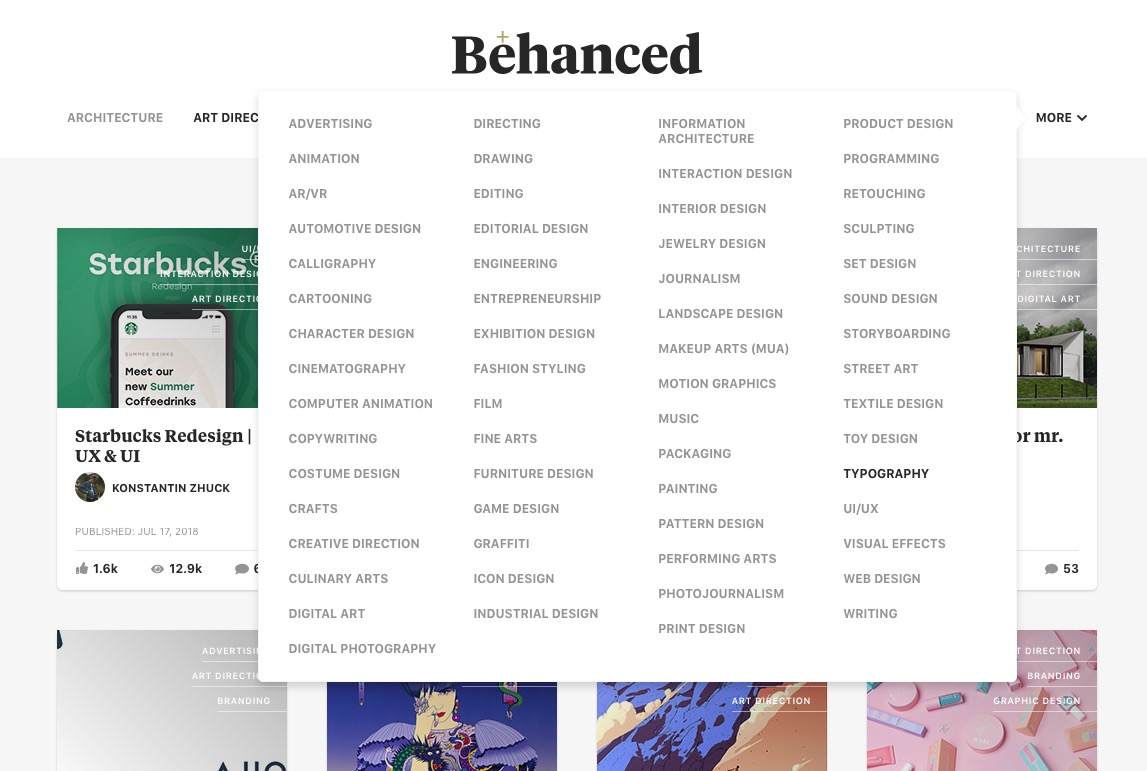 Behanced
ARCHITECTURE
ART DIREC
MORE
ADVERTISING
ANIMATION
AR/VR
AUTOMOTIVE DESIGN
CALLIGRAPHY
CARTOONING
CHARACTER DESIGN
CINEMATOGRAPHY
COMPUTER ANIMATION
COPYWRITING
COSTUME DESIGN
CRAFTS
CREATIVE DIRECTION
CULINARY ARTS
DIGITAL ART
DIGITAL PHOTOGRAPHY
DIRECTING
DRAWING
EDITING
EDITORIAL DESIGN
ENGINEERING
ENTREPRENEURSHIP
EXHIBITION DESIGN
FASHION STYLING
FILM
FINE ARTS
FURNITURE DESIGN
GAME DESIGN
GRAFFITI
ICON DESIGN
INDUSTRIAL DESIGN
INFORMATION
ARCHITECTURE
INTERACTION DESIGN
INTERIOR DESIGN
JEWELRY DESIGN
JOURNALISM
LANDSCAPE DESIGN
MAKEUP ARTS (MUA)
MOTION GRAPHICS
MUSIC
PACKAGING
PAINTING
PATTERN DESIGN
PERFORMING ARTS
PHOTOJOURNALISM
PRINT DESIGN
PRODUCT DESIGN
PROGRAMMING
RETOUCHING
SCULPTING
SET DESIGN
SOUND DESIGN
STORYBOARDING
STREET ART
TEXTILE DESIGN
TOY DESIGN
TYPOGRAPHY
UI/UX
VISUAL EFFECTS
WEB DESIGN
WRITING
UI/
Starbucks®
INTERACTION DESIG
Redesign
ART DIRECTIO
11:36
SUMMER DRINKS
Meet our
new Summer
Coffeedrinks
Starbucks Redesign |
UX & UI
KONSTANTIN ZHUCK
PUBLISHED: JUL 17, 2018
1.6k
12.9k
6
CHITECTURE
T DIRECTION
DIGITAL ART
or mr.
53
ADVERTISI
ART DIRECTIO
BRANDING
ART DIRECTION
T DIRECTION
BRANDING
GRAPHIC DESIGN